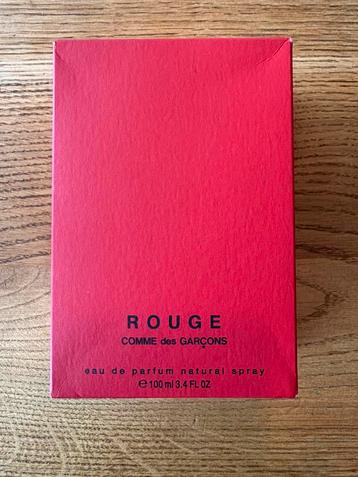 ROUGE
COMME des GARÇONS
eau de parfum natural spray
℮ 100 ml 3.4 FL OZ